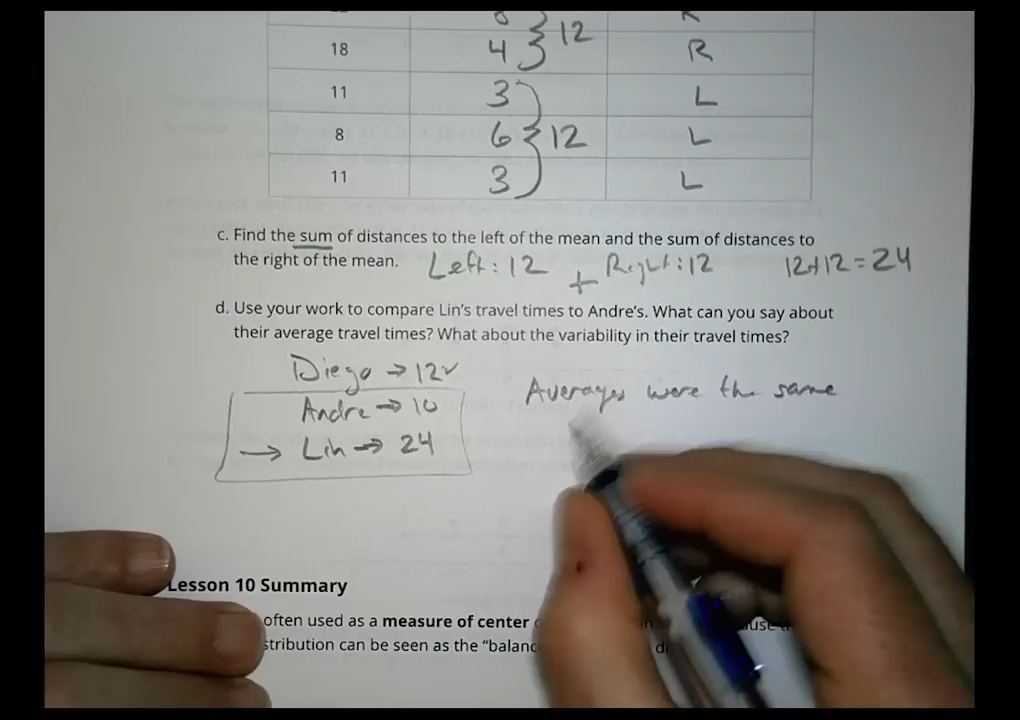 12
18 4 R
11 3 L
8 6 12 L
11 3 L
c. Find the sum of distances to the left of the mean and the sum of distances to
the right of the mean. Left: 12 + Right: 12 12+12=24
d. Use your work to compare Lin's travel times to Andre's. What can you say about
their average travel times? What about the variability in their travel times?
Diego → 12
Andre → 10
→ Lin → 24
Averages were the same
Lesson 10 Summary
often used as a measure of center
stribution can be seen as the "balanc